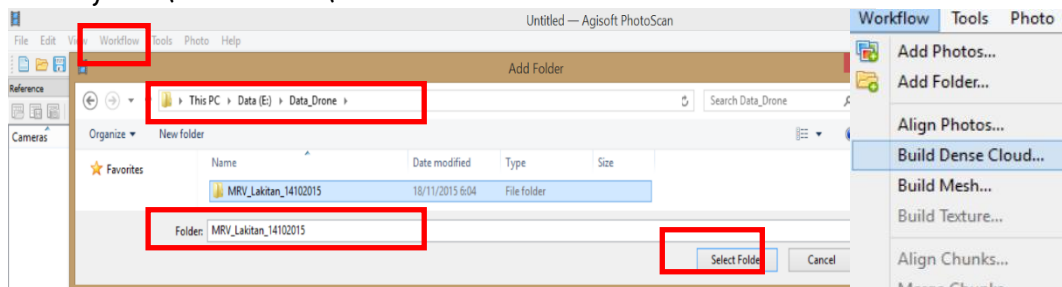 Untitled — Agisoft PhotoScan
File Edit View Workflow Tools Photo Help
Reference
Cameras
Add Folder
This PC Data (E:) Data_Drone
Search Data_Drone
Organize New folder
Favorites
Name Date modified Type Size
MRV_Lakitan_14102015 18/11/2015 6:04 File folder
Folder: MRV_Lakitan_14102015
Select Folder Cancel
Workflow Tools Photo
Add Photos...
Add Folder...
Align Photos...
Build Dense Cloud...
Build Mesh...
Build Texture...
Align Chunks...